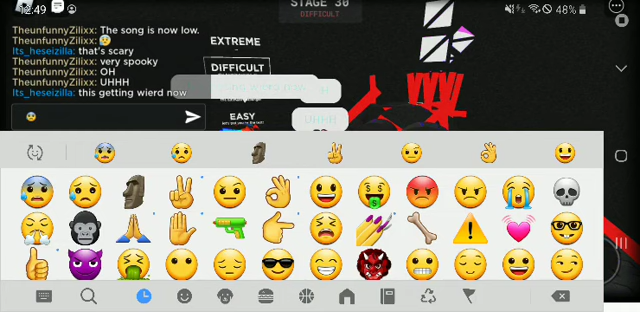 12:49
48%
STAGE 30
DIFFICULT
TheunfunnyZilixx: The song is now low.
TheunfunnyZilixx: 😰
Its_heseizilla: that's scary
TheunfunnyZilixx: very spooky
TheunfunnyZilixx: OH
TheunfunnyZilixx: UHHH
Its_heseizilla: this getting wierd now
EXTREME
DIFFICULT
EASY
UHHH